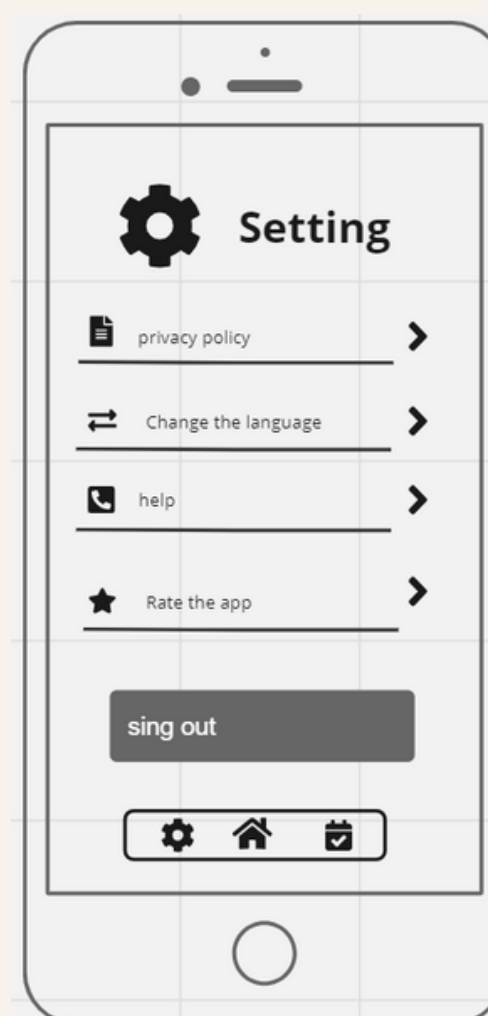 Setting
privacy policy
Change the language
help
Rate the app
sing out